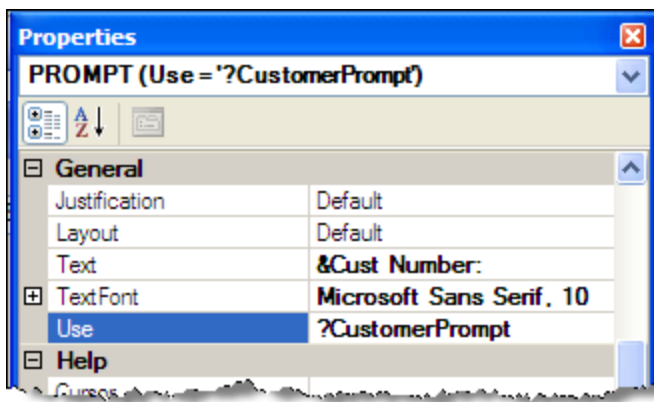 Properties
PROMPT (Use = '?CustomerPrompt')
A
Z
General
Justification Default
Layout Default
Text &Cust Number:
TextFont Microsoft Sans Serif, 10
Use ?CustomerPrompt
Help
Cursor